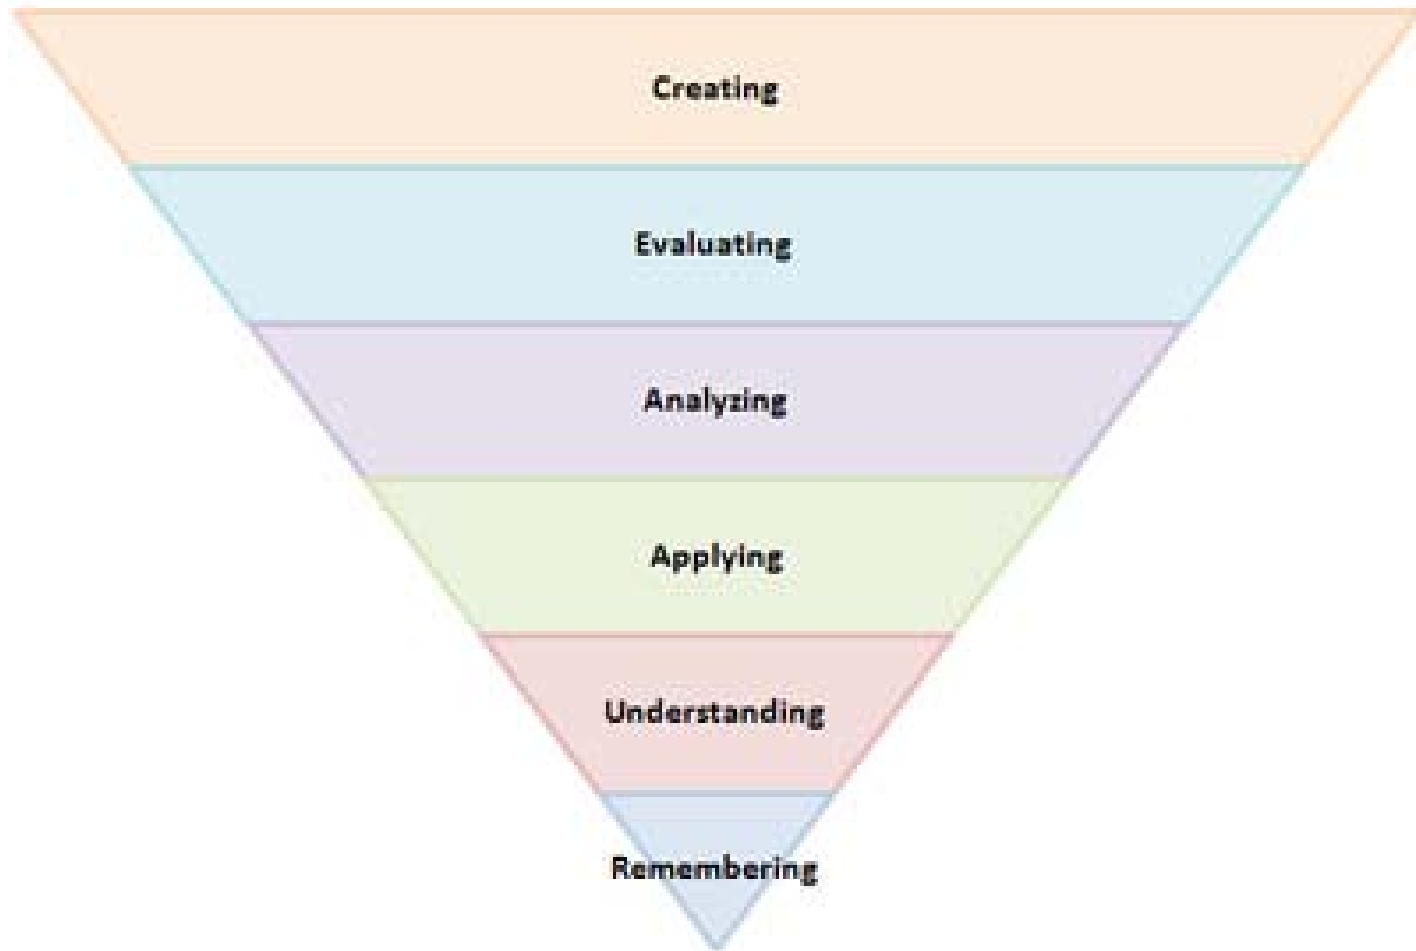 Creating
Evaluating
Analyzing
Applying
Understanding
Remembering